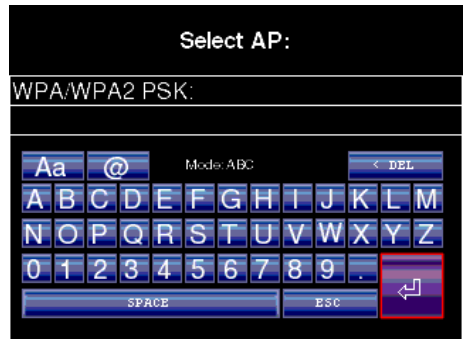 Select AP:
WPA/WPA2 PSK:
Aa @ Mode: ABC < DEL
A B C D E F G H I J K L M
N O P Q R S T U V W X Y Z
0 1 2 3 4 5 6 7 8 9 .
SPACE ESC